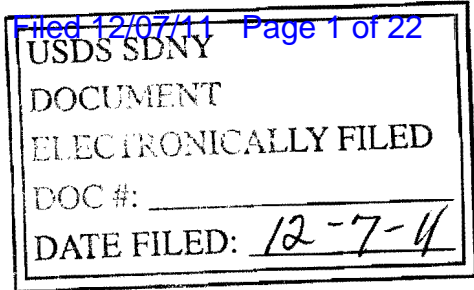 Filed 12/07/11 Page 1 of 22
USDS SDNY
DOCUMENT
ELECTRONICALLY FILED
DOC #:
DATE FILED: 12-7-11